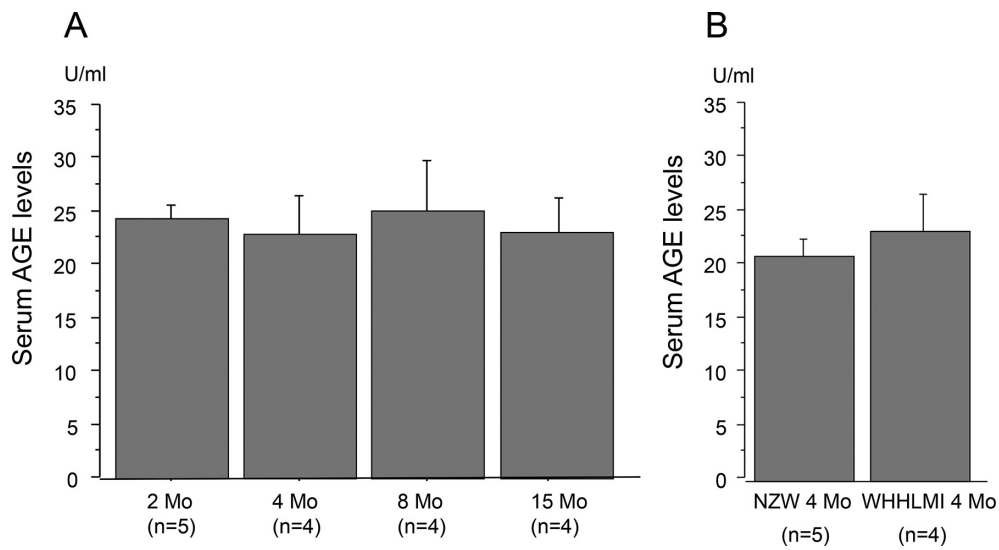 A
U/ml
Serum AGE levels
35
30
25
20
15
10
5
0
2 Mo
4 Mo
8 Mo
15 Mo
(n=5)
(n=4)
(n=4)
(n=4)
B
U/ml
Serum AGE levels
35
30
25
20
15
10
5
0
NZW 4 Mo
WHHLMI 4 Mo
(n=5)
(n=4)